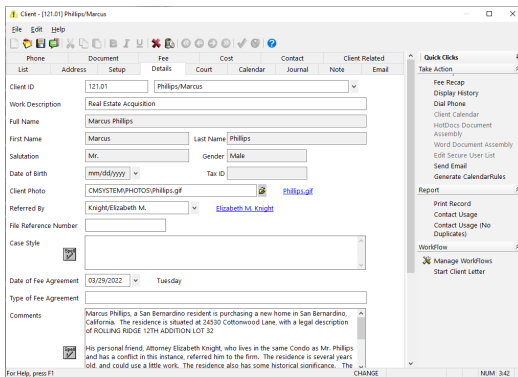 Client - [121.01] Phillips/Marcus
File Edit Help
Phone Document Fee Cost Contact Client Related
List Address Setup Details Court Calendar Journal Note Email
Client ID 121.01 Phillips/Marcus
Work Description Real Estate Acquisition
Full Name Marcus Phillips
First Name Marcus Last Name Phillips
Salutation Mr. Gender Male
Date of Birth mm/dd/yyyy Tax ID
Client Photo CMSYSTEM\PHOTOS\Phillips.gif Phillips.gif
Referred By Knight/Elizabeth M. Elizabeth M. Knight
File Reference Number
Case Style
Date of Fee Agreement 03/29/2022 Tuesday
Type of Fee Agreement
Comments Marcus Phillips, a San Bernardino resident is purchasing a new home in San Bernardino,
California. The residence is situated at 24530 Cottonwood Lane, with a legal description
of ROLLING RIDGE 12TH ADDITION LOT 32
His personal friend, Attorney Elizabeth Knight, who lives in the same Condo as Mr. Phillips
and has a conflict in this instance, referred him to the firm. The residence is several years
old, and could use a little work. The residence also has some historical significance. The
Quick Clicks
Take Action
Fee Recap
Display History
Dial Phone
Client Calendar
HotDocs Document
Assembly
Word Document Assembly
Edit Secure User List
Send Email
Generate CalendarRules
Report
Print Record
Contact Usage
Contact Usage (No
Duplicates)
WorkFlow
Manage WorkFlows
Start Client Letter
For Help, press F1 CHANGE NUM 3:42